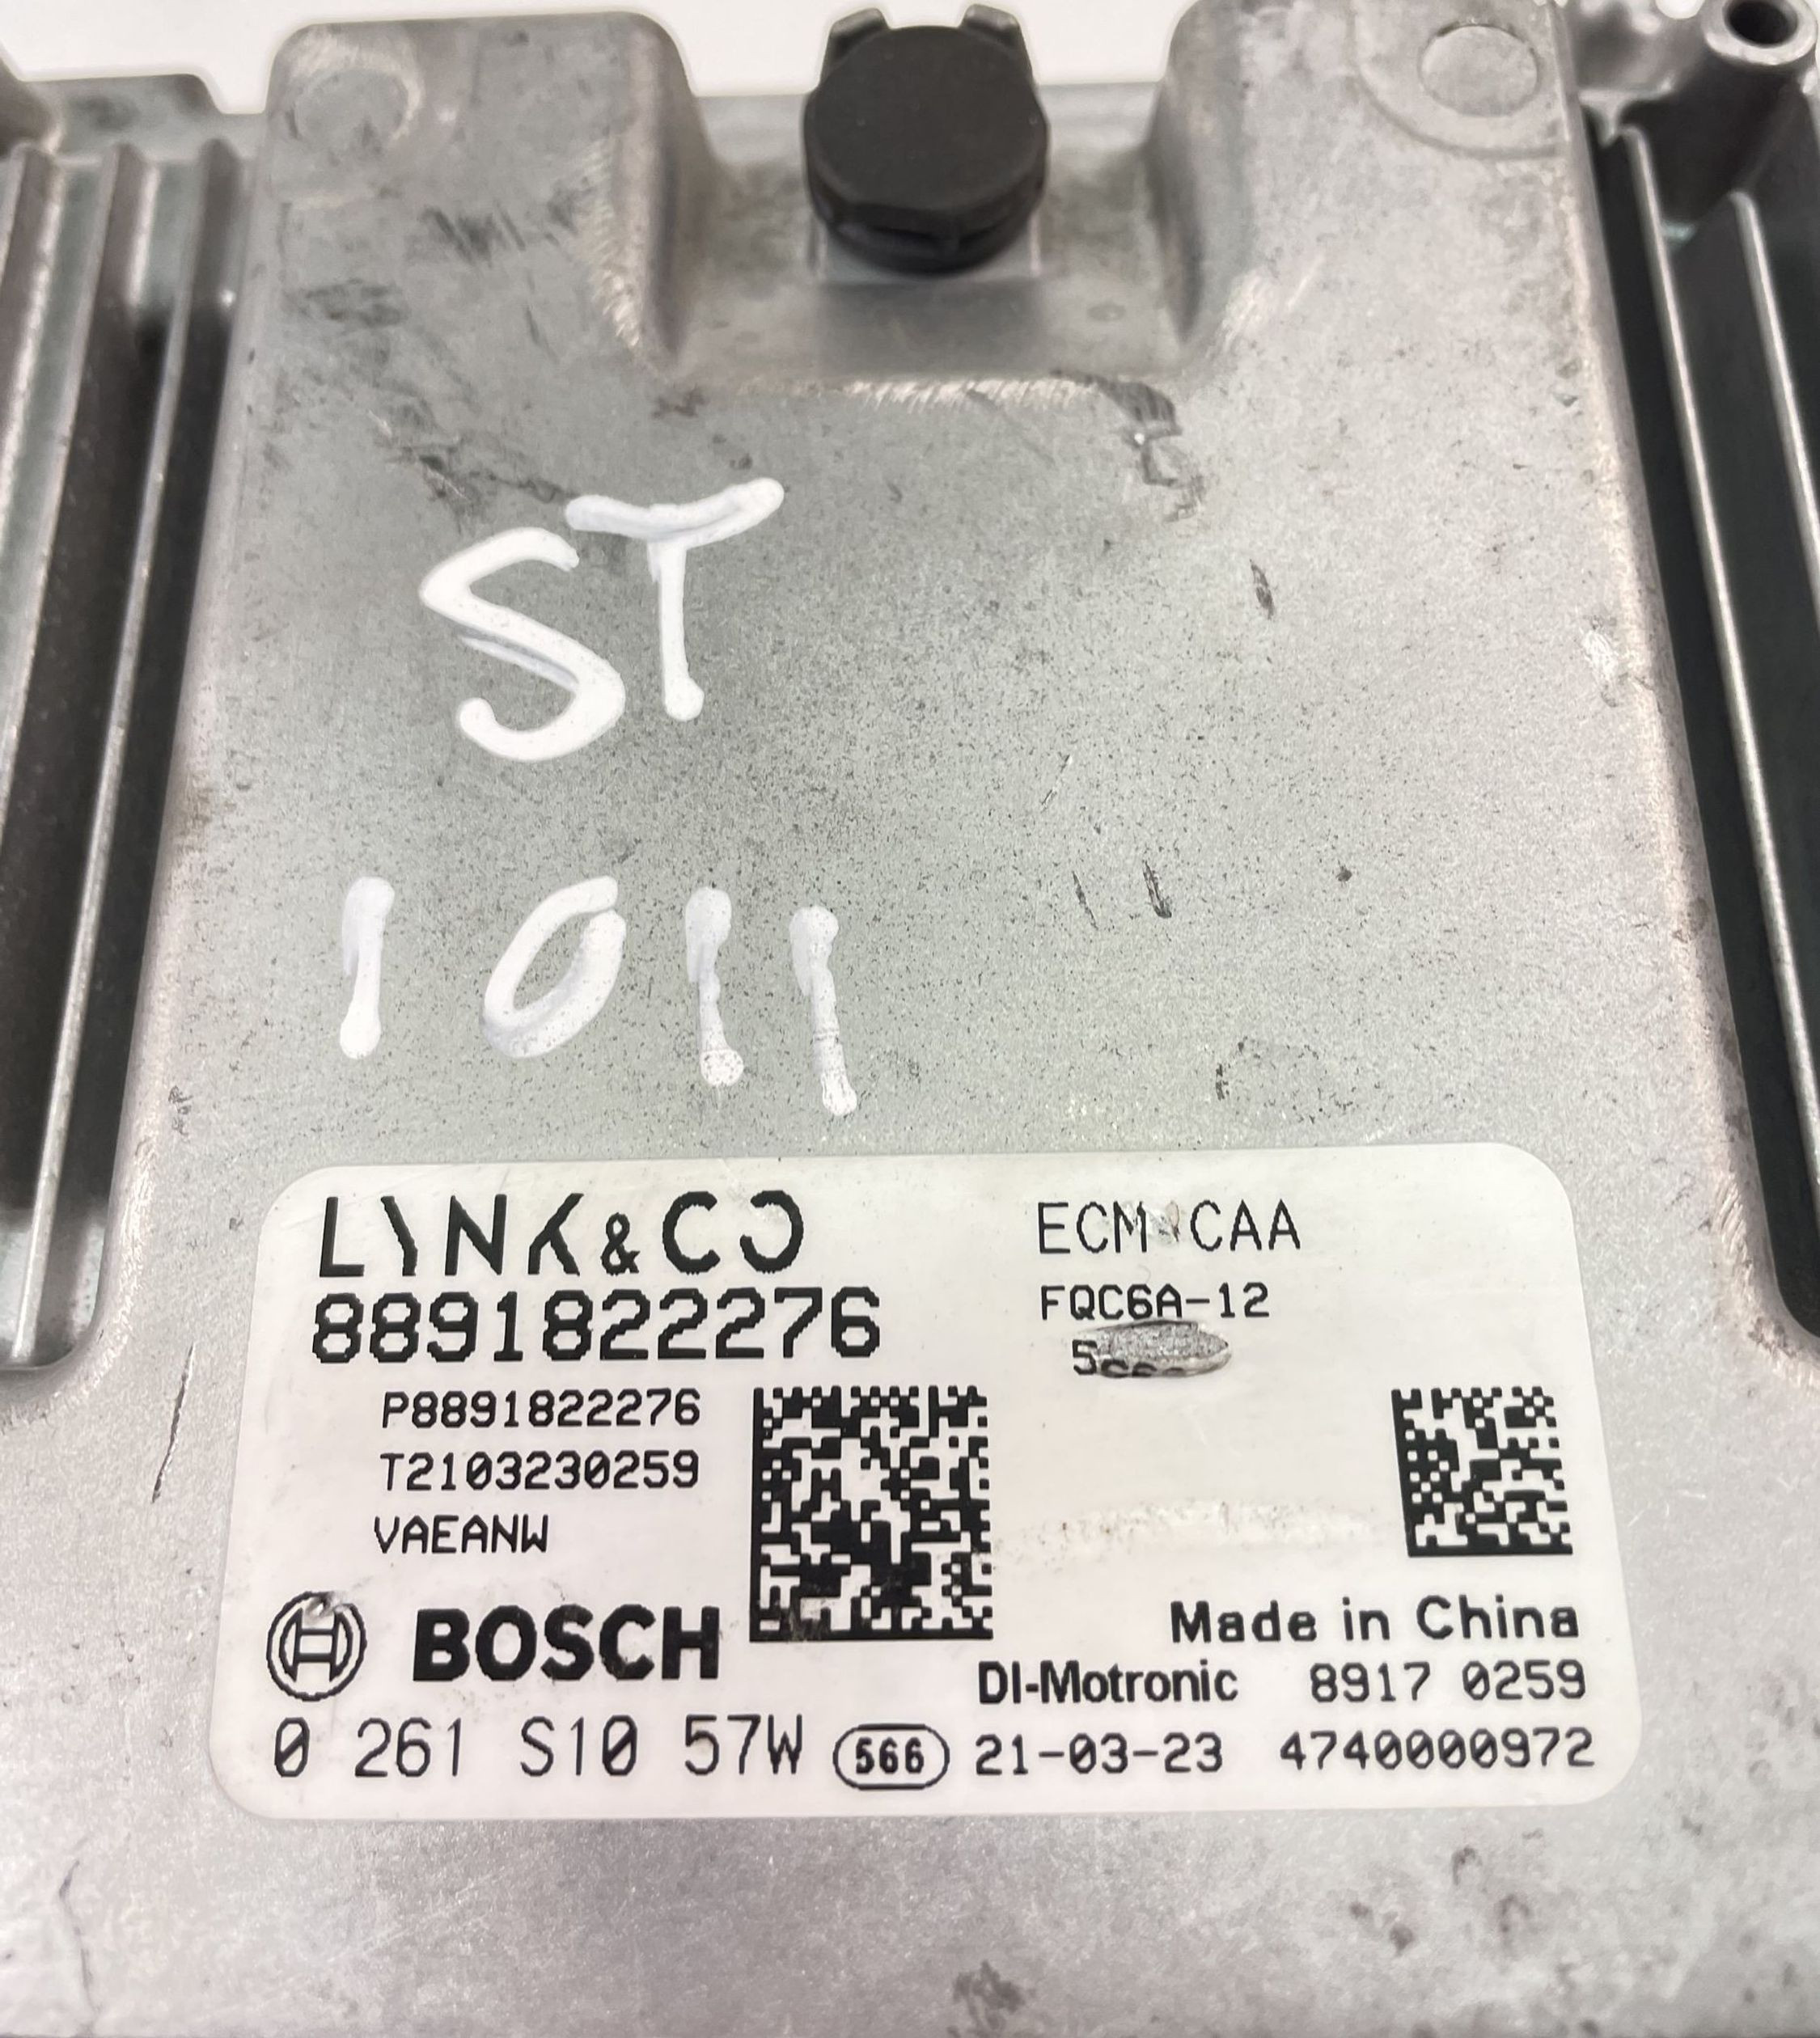 ST
1011
LYNK&CO
8891822276
P8891822276
T2103230259
VAEANW
BOSCH
0 261 S10 57W
566
ECM CAA
FQC6A-12
Made in China
DI-Motronic 8917 0259
21-03-23 4740000972